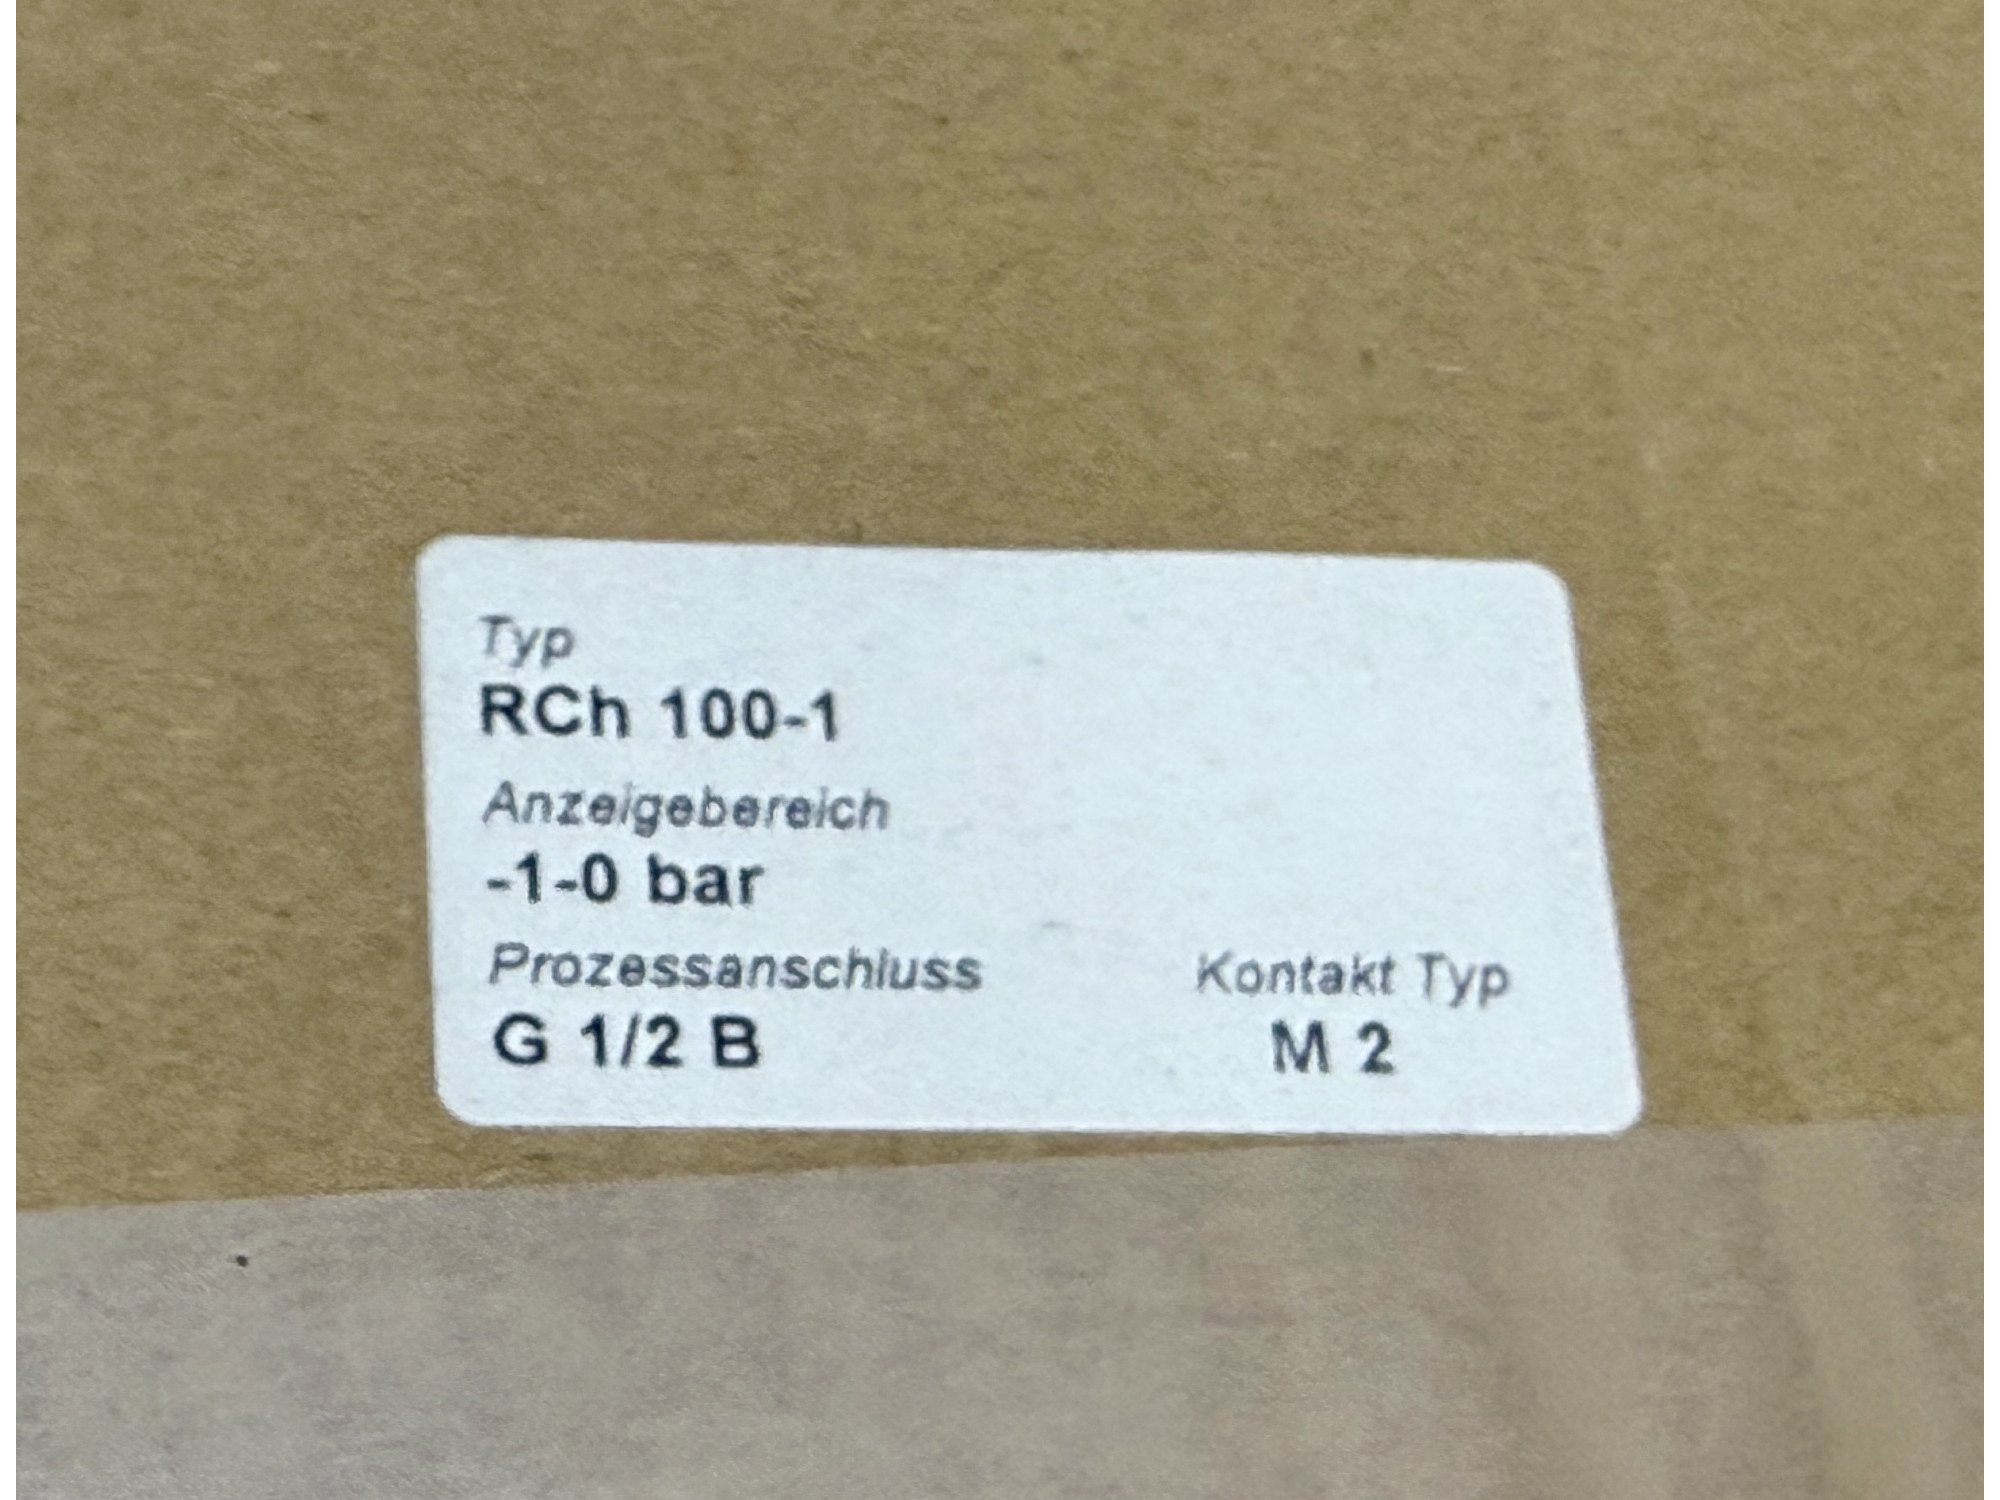 Typ
RCh 100-1
Anzeigebereich
-1-0 bar
Prozessanschluss Kontakt Typ
G 1/2 B M 2